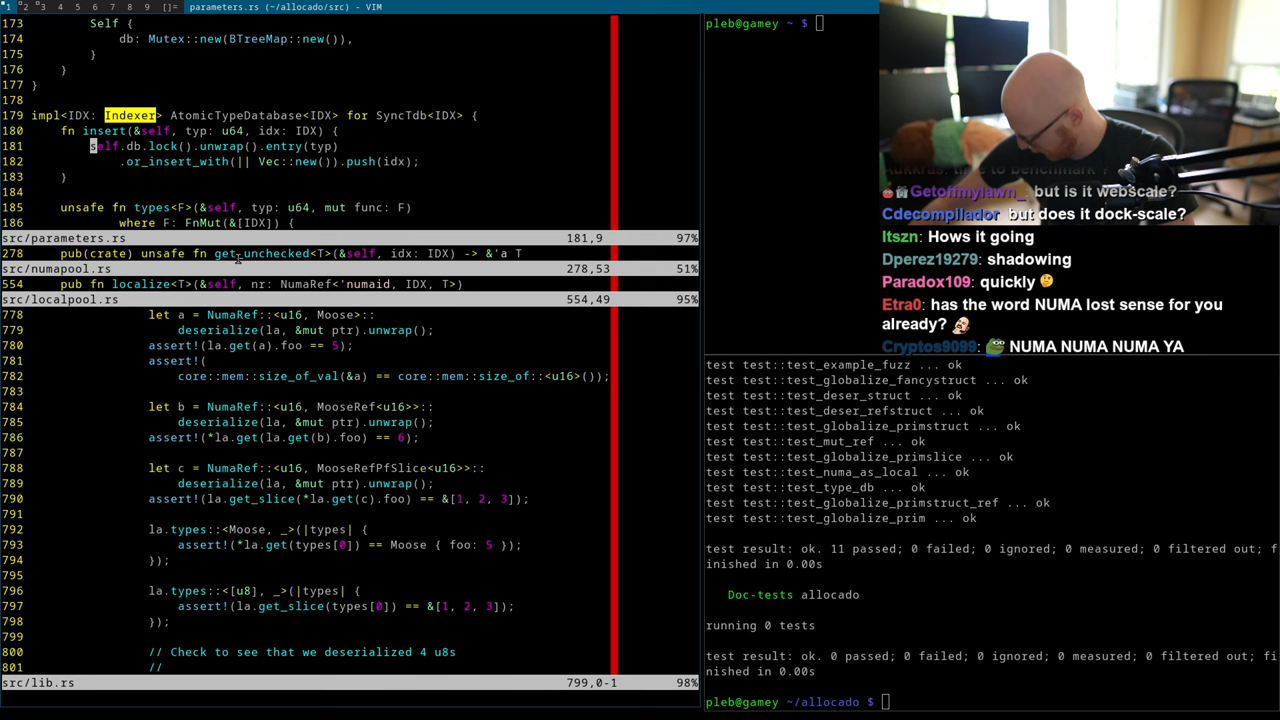 1 2 3 4 5 6 7 8 9 []= parameters.rs (~/allocado/src) - VIM
173         Self {
174             db: Mutex::new(BTreeMap::new()),
175         }
176     }
177 }
178
179 impl<IDX: Indexer> AtomicTypeDatabase<IDX> for SyncTdb<IDX> {
180     fn insert(&self, typ: u64, idx: IDX) {
181         self.db.lock().unwrap().entry(typ)
182             .or_insert_with(|| Vec::new()).push(idx);
183     }
184
185     unsafe fn types<F>(&self, typ: u64, mut func: F)
186             where F: FnMut(&[IDX]) {
src/parameters.rs 181,9 97%
278     pub(crate) unsafe fn get_unchecked<T>(&self, idx: IDX) -> &'a T
src/numapool.rs 278,53 51%
554     pub fn localize<T>(&self, nr: NumaRef<'numaid, IDX, T>)
src/localpool.rs 554,49 95%
778                 let a = NumaRef::<u16, Moose>::
779                     deserialize(la, &mut ptr).unwrap();
780                 assert!(la.get(a).foo == 5);
781                 assert!(
782                     core::mem::size_of_val(&a) == core::mem::size_of::<u16>());
783
784                 let b = NumaRef::<u16, MooseRef<u16>>::
785                     deserialize(la, &mut ptr).unwrap();
786                 assert!(*la.get(la.get(b).foo) == 6);
787
788                 let c = NumaRef::<u16, MooseRefPfSlice<u16>>::
789                     deserialize(la, &mut ptr).unwrap();
790                 assert!(la.get_slice(*la.get(c).foo) == &[1, 2, 3]);
791
792                 la.types::<Moose, _>(|types| {
793                     assert!(*la.get(types[0]) == Moose { foo: 5 });
794                 });
795
796                 la.types::<[u8], _>(|types| {
797                     assert!(la.get_slice(types[0]) == &[1, 2, 3]);
798                 });
799
800                 // Check to see that we deserialized 4 u8s
801                 //
src/lib.rs 799,0-1 98%
pleb@gamey ~ $
Getoffmylawn_: but is it webscale?
Cdecompilador but does it dock-scale?
Itszn: Hows it going
Dperez19279: shadowing
Paradox109: quickly
Etra0: has the word NUMA lost sense for you
already?
Cryptos9099: NUMA NUMA NUMA YA
test test::test_example_fuzz ... ok
test test::test_globalize_fancystruct ... ok
test test::test_deser_struct ... ok
test test::test_deser_refstruct ... ok
test test::test_globalize_primstruct ... ok
test test::test_mut_ref ... ok
test test::test_globalize_primslice ... ok
test test::test_numa_as_local ... ok
test test::test_type_db ... ok
test test::test_globalize_primstruct_ref ... ok
test test::test_globalize_prim ... ok
test result: ok. 11 passed; 0 failed; 0 ignored; 0 measured; 0 filtered out; f
inished in 0.00s
Doc-tests allocado
running 0 tests
test result: ok. 0 passed; 0 failed; 0 ignored; 0 measured; 0 filtered out; fi
nished in 0.00s
pleb@gamey ~/allocado $